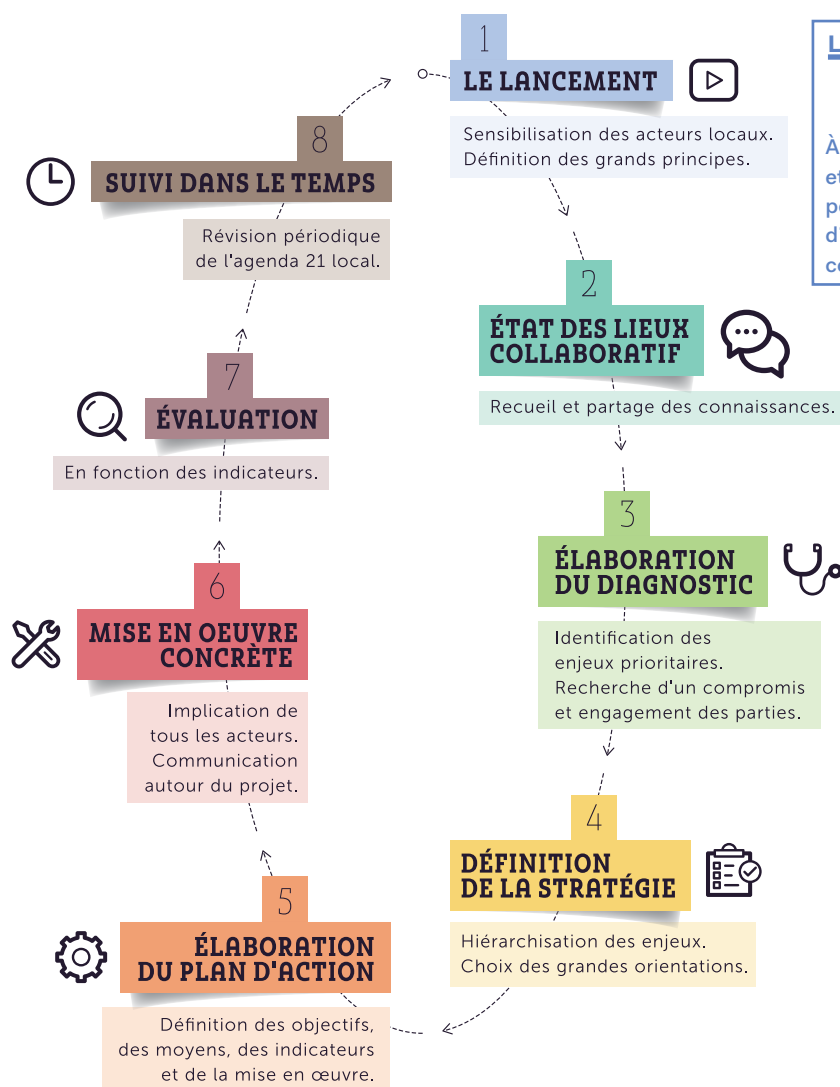 1
LE LANCEMENT
Sensibilisation des acteurs locaux.
Définition des grands principes.
2
ÉTAT DES LIEUX
COLLABORATIF
Recueil et partage des connaissances.
3
ÉLABORATION
DU DIAGNOSTIC
Identification des
enjeux prioritaires.
Recherche d'un compromis
et engagement des parties.
4
DÉFINITION
DE LA STRATÉGIE
Hiérarchisation des enjeux.
Choix des grandes orientations.
5
ÉLABORATION
DU PLAN D'ACTION
Définition des objectifs,
des moyens, des indicateurs
et de la mise en œuvre.
6
MISE EN OEUVRE
CONCRÈTE
Implication de
tous les acteurs.
Communication
autour du projet.
7
ÉVALUATION
En fonction des indicateurs.
8
SUIVI DANS LE TEMPS
Révision périodique
de l'agenda 21 local.
À